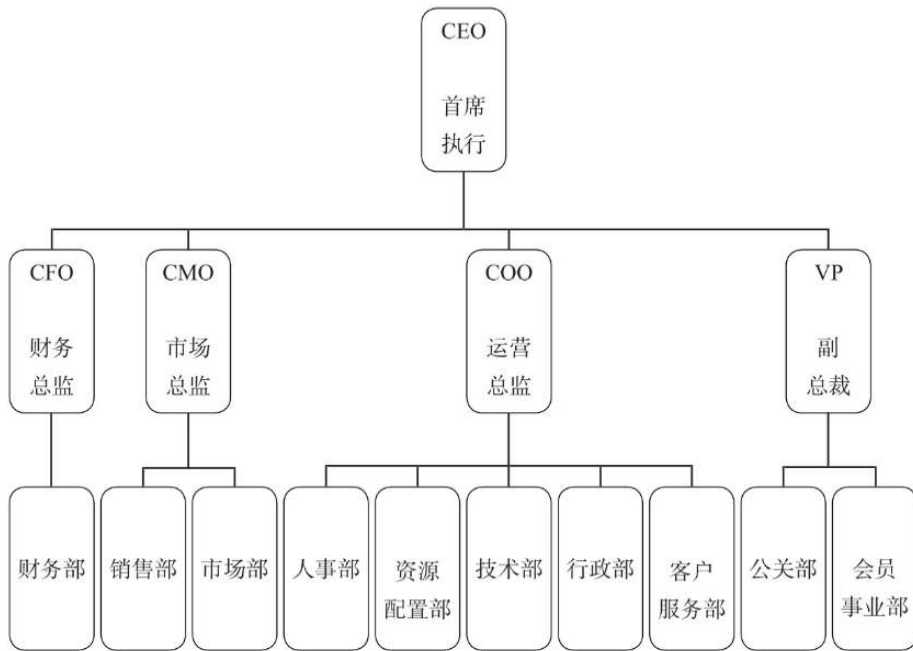 CEO
首席
执行
CFO
财务
总监
CMO
市场
总监
COO
运营
总监
VP
副
总裁
财务部
销售部
市场部
人事部
资源
配置部
技术部
行政部
客户
服务部
公关部
会员
事业部